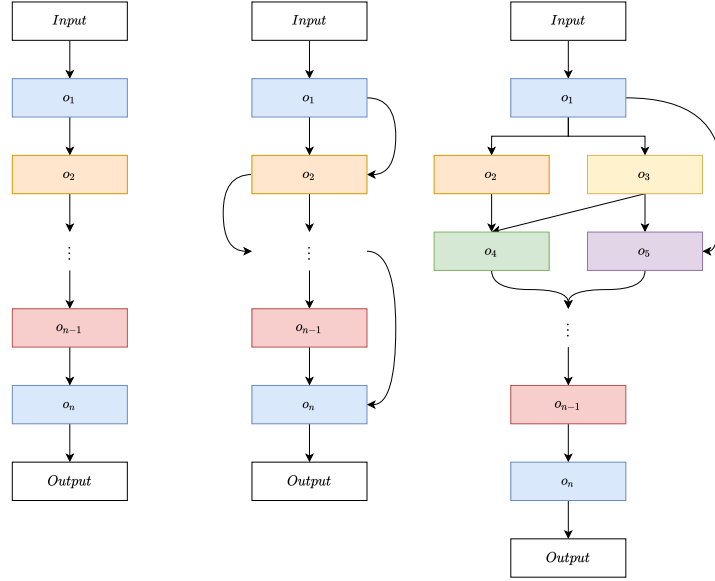 Input
o₁
o₂
⋮
oₙ₋₁
oₙ
Output
Input
o₁
o₂
⋮
oₙ₋₁
oₙ
Output
Input
o₁
o₂
o₃
o₄
o₅
⋮
oₙ₋₁
oₙ
Output